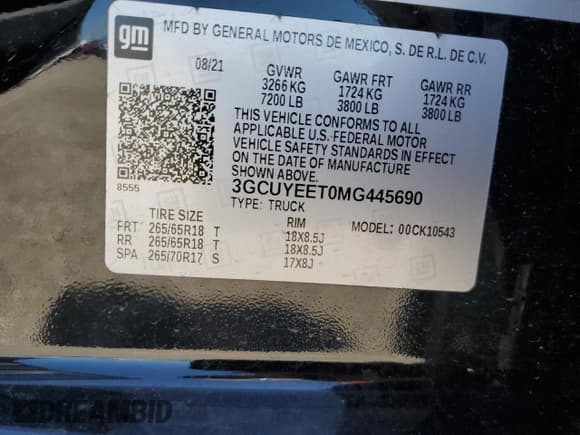 gm
MFD BY GENERAL MOTORS DE MEXICO, S. DE R.L. DE C.V.
08/21 GVWR GAWR FRT GAWR RR
3266 KG 1724 KG 1724 KG
7200 LB 3800 LB 3800 LB
THIS VEHICLE CONFORMS TO ALL
APPLICABLE U.S. FEDERAL MOTOR
VEHICLE SAFETY STANDARDS IN EFFECT
ON THE DATE OF MANUFACTURE
SHOWN ABOVE.
8555 3GCUYEET0MG445690
TYPE: TRUCK
TIRE SIZE RIM MODEL: 00CK10543
FRT 265/65R18 T 18X8.5J
RR 265/65R18 T 18X8.5J
SPA 265/70R17 S 17X8J
DREAMBID